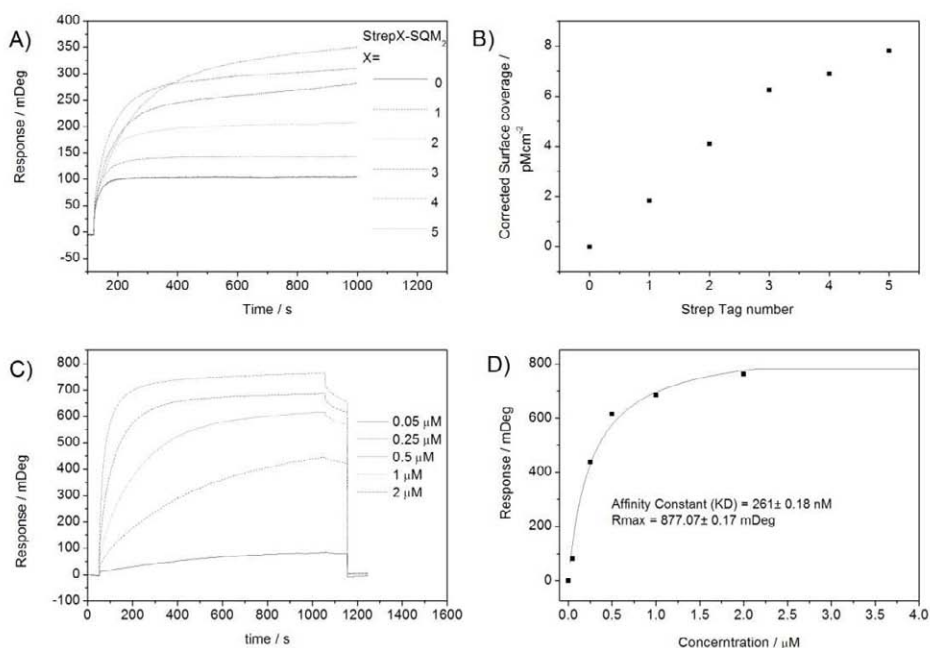 A)
Response / mDeg
400
350
300
250
200
150
100
50
0
-50
StrepX-SQM₂
X=
0
1
2
3
4
5
200 400 600 800 1000 1200
Time / s
B)
Corrected Surface coverage /
pMcm⁻²
8
6
4
2
0
0 1 2 3 4 5
Strep Tag number
C)
Response / mDeg
800
700
600
500
400
300
200
100
0
-100
0.05 μM
0.25 μM
0.5 μM
1 μM
2 μM
0 200 400 600 800 1000 1200 1400 1600
time / s
D)
Response / mDeg
800
600
400
200
0
Affinity Constant (KD) = 261± 0.18 nM
Rmax = 877.07± 0.17 mDeg
0.0 0.5 1.0 1.5 2.0 2.5 3.0 3.5 4.0
Concerntration / μM